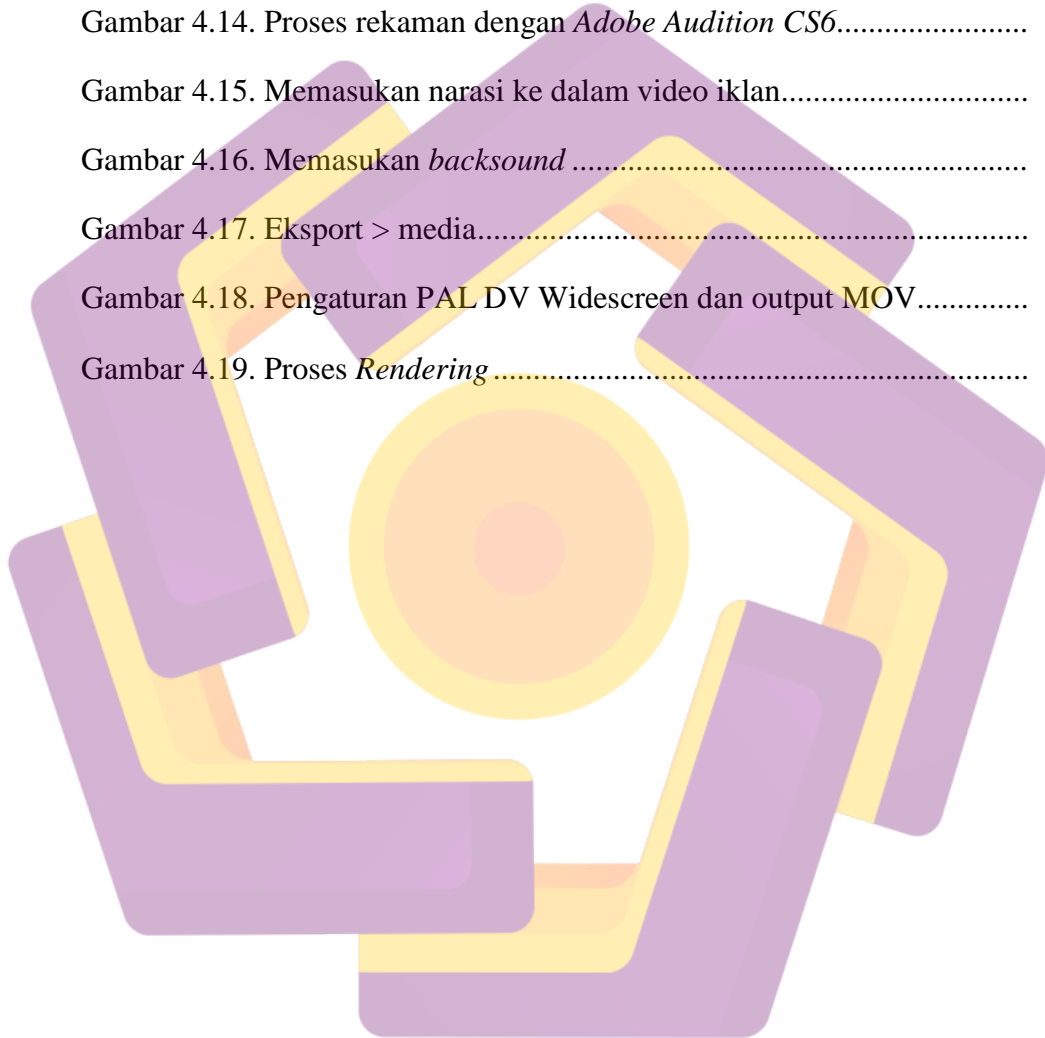 Gambar 4.14. Proses rekaman dengan Adobe Audition CS6.......................
Gambar 4.15. Memasukan narasi ke dalam video iklan..............................
Gambar 4.16. Memasukan backsound .......................................................
Gambar 4.17. Eksport > media...................................................................
Gambar 4.18. Pengaturan PAL DV Widescreen dan output MOV.............
Gambar 4.19. Proses Rendering .................................................................